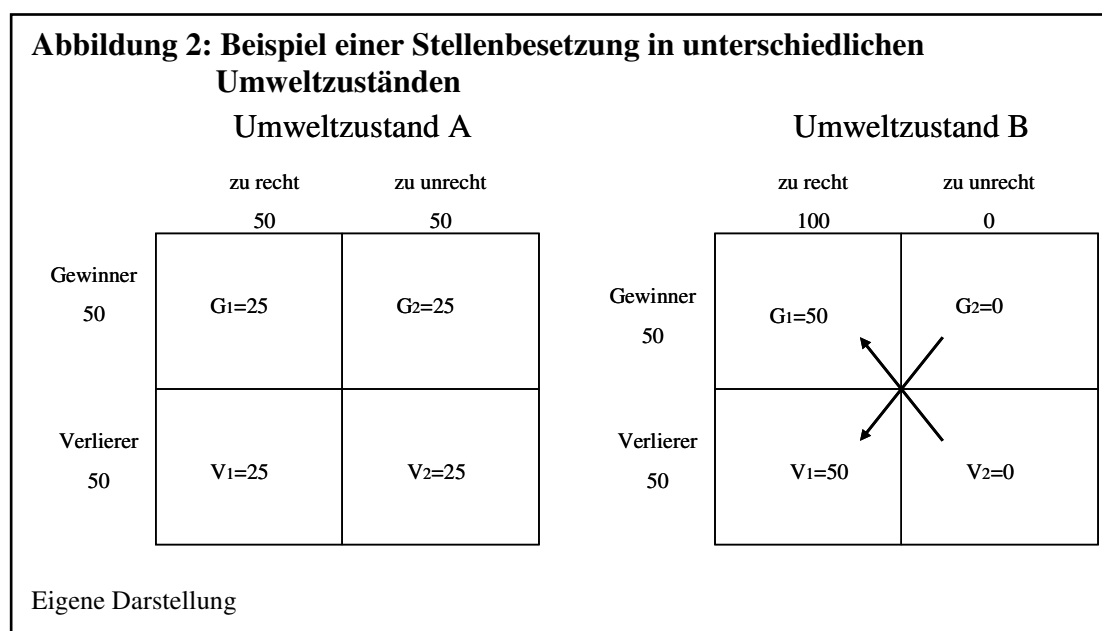 Abbildung 2: Beispiel einer Stellenbesetzung in unterschiedlichen
Umweltzuständen
Umweltzustand A
zu recht
zu unrecht
50
50
Gewinner
50
G1=25
G2=25
Verlierer
50
V1=25
V2=25
Umweltzustand B
zu recht
zu unrecht
100
0
Gewinner
50
G1=50
G2=0
Verlierer
50
V1=50
V2=0
Eigene Darstellung